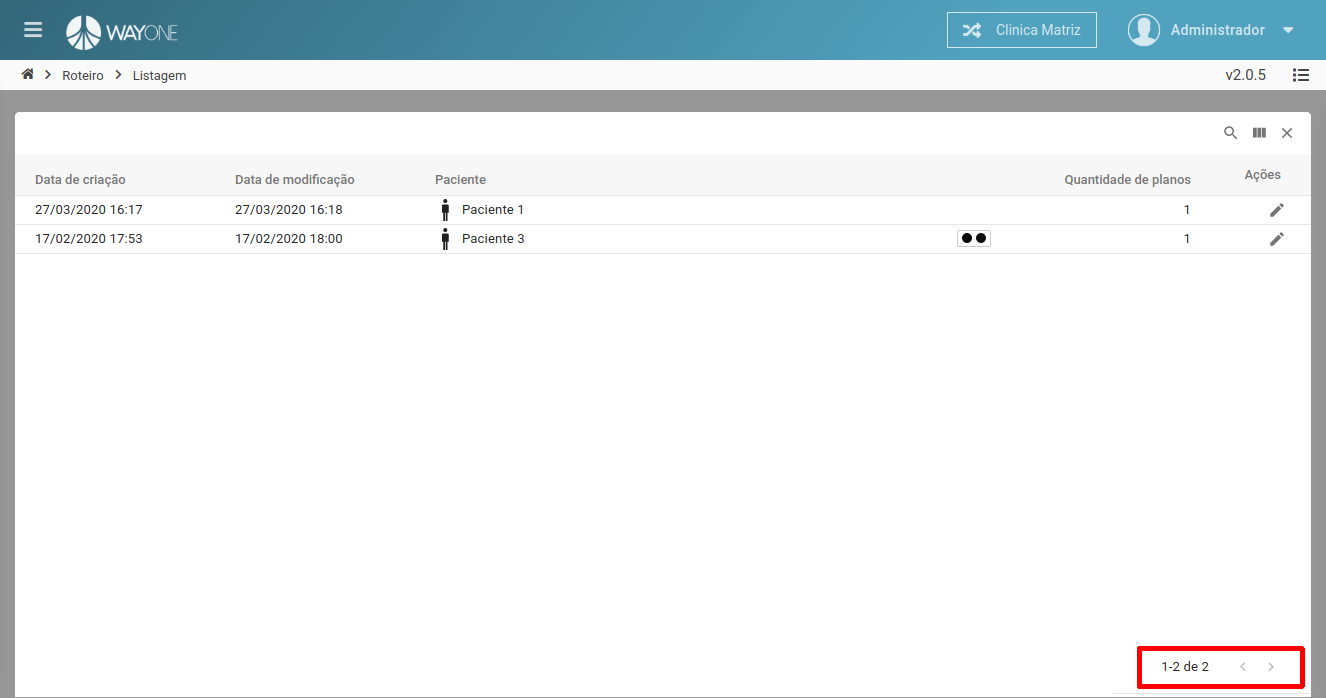 WAYONE
Clinica Matriz
Administrador
Roteiro
Listagem
v2.0.5
Data de criação Data de modificação Paciente Quantidade de planos Ações
27/03/2020 16:17 27/03/2020 16:18 Paciente 1 1
17/02/2020 17:53 17/02/2020 18:00 Paciente 3 1
1-2 de 2